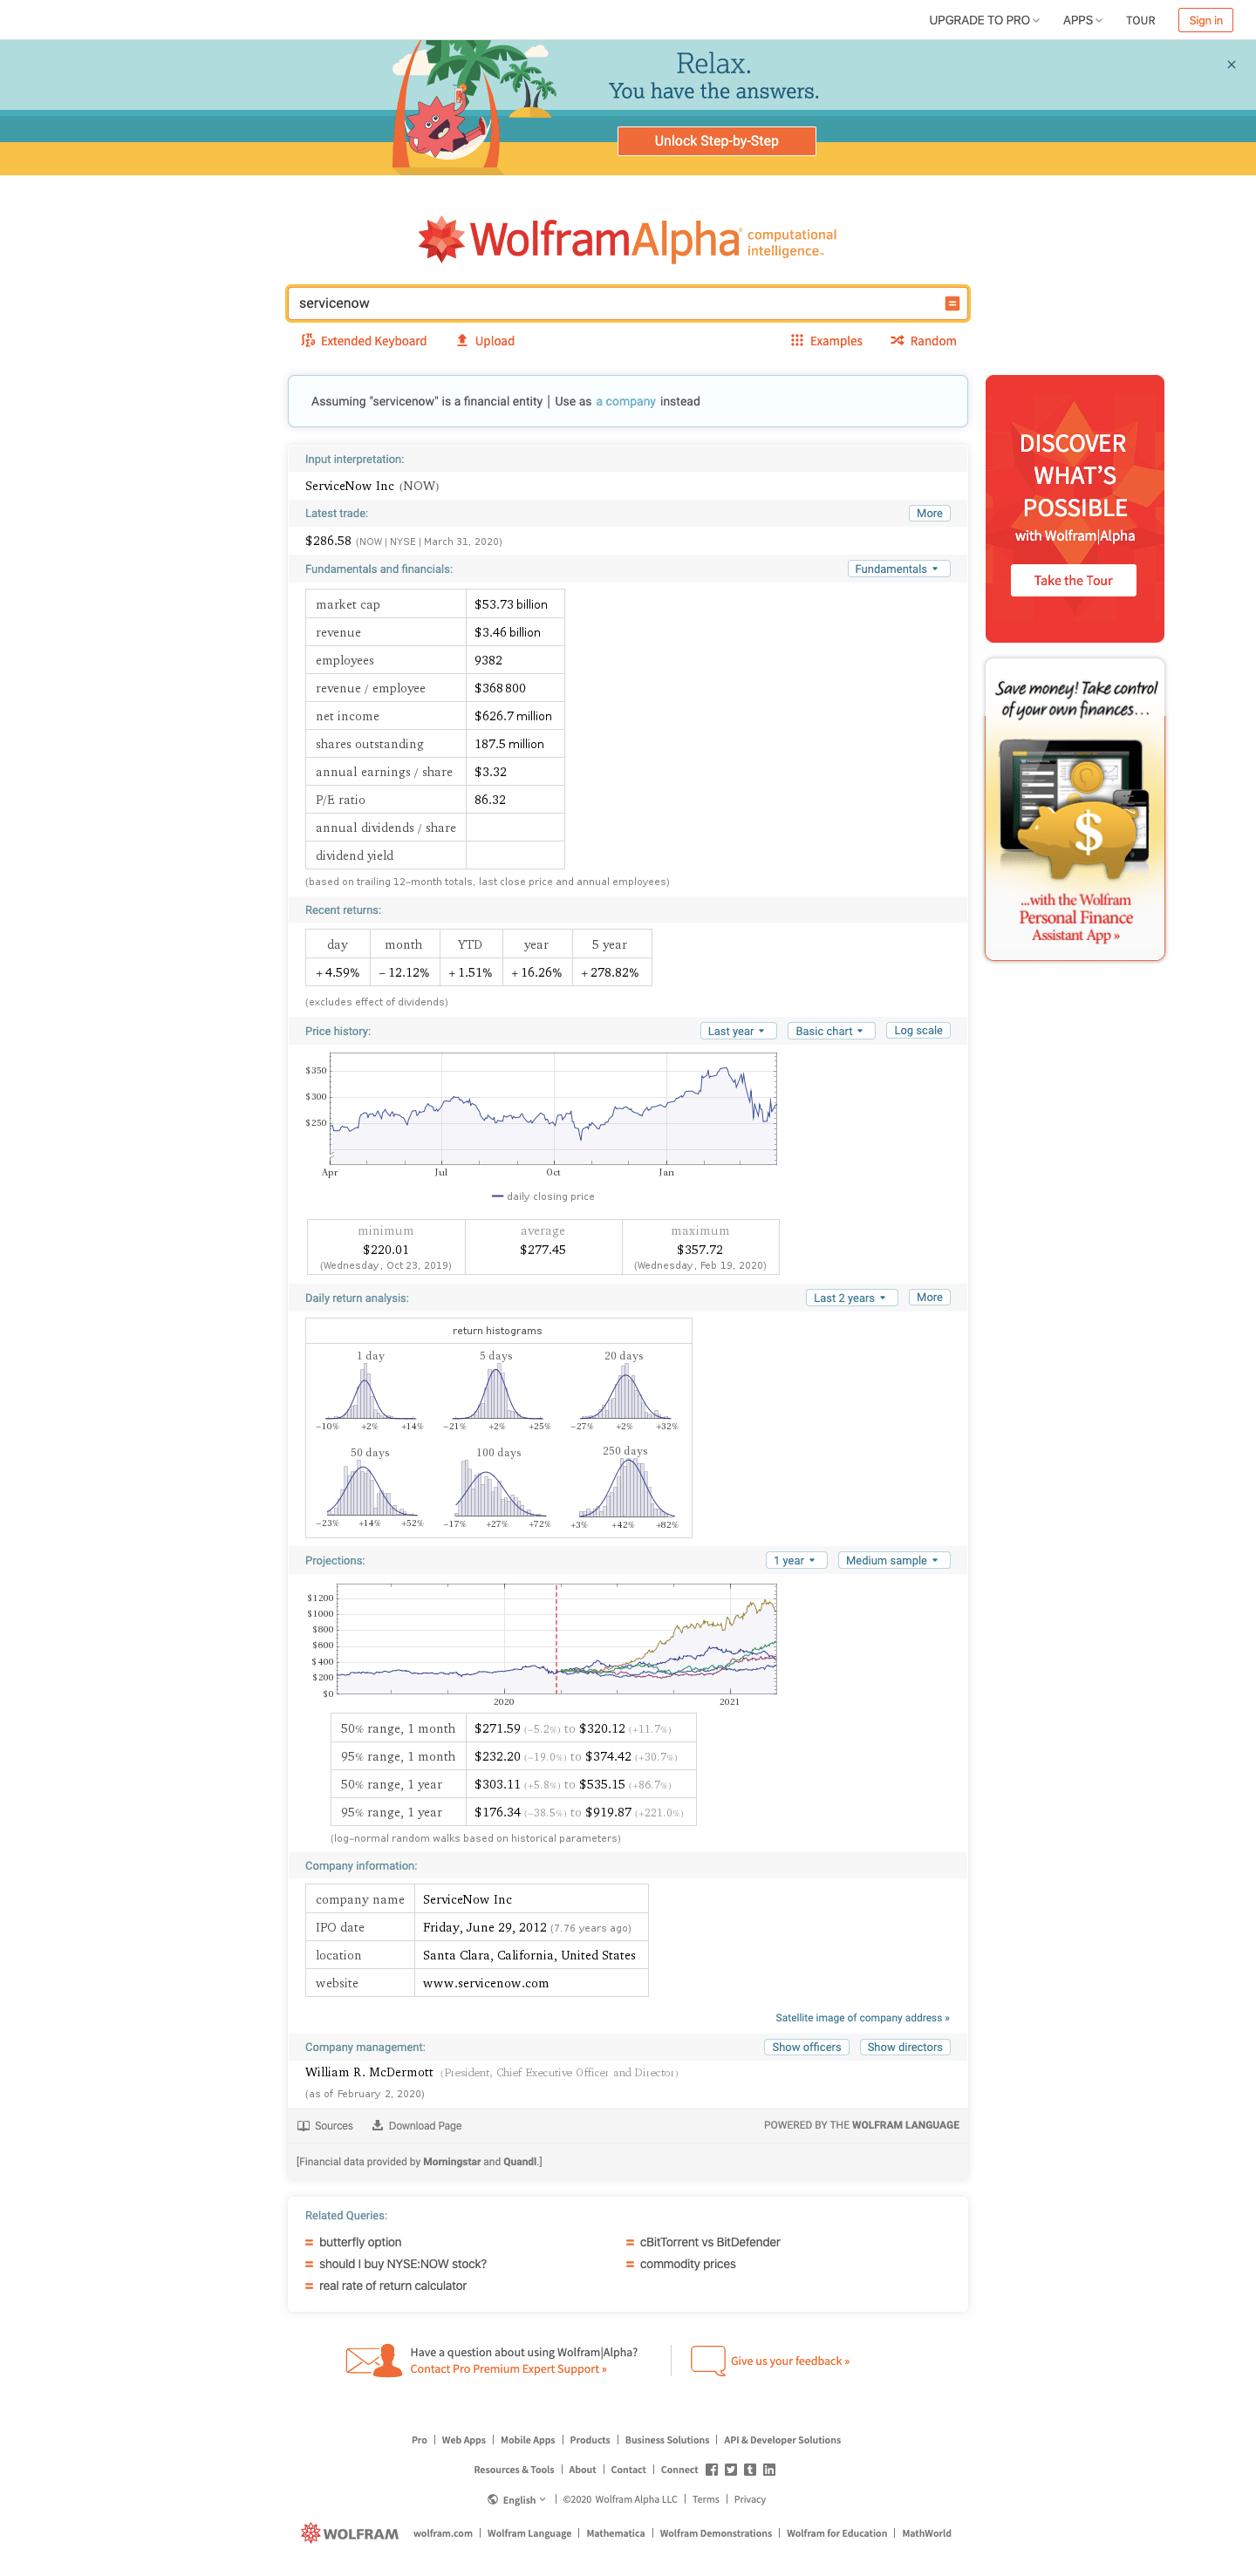 UPGRADE TO PRO APPS TOUR Sign in
Relax.
You have the answers.
Unlock Step-by-Step
WolframAlpha computational intelligence™
servicenow
Extended Keyboard Upload Examples Random
Assuming "servicenow" is a financial entity | Use as a company instead
DISCOVER
WHAT'S
POSSIBLE
with Wolfram|Alpha
Take the Tour
Save money! Take control
of your own finances...
$
...with the Wolfram
Personal Finance
Assistant App »
Input interpretation:
ServiceNow Inc (NOW)
Latest trade: More
$286.58 (NOW | NYSE | March 31, 2020)
Fundamentals and financials: Fundamentals
market cap $53.73 billion
revenue $3.46 billion
employees 9382
revenue / employee $368 800
net income $626.7 million
shares outstanding 187.5 million
annual earnings / share $3.32
P/E ratio 86.32
annual dividends / share
dividend yield
(based on trailing 12-month totals, last close price and annual employees)
Recent returns:
day month YTD year 5 year
+4.59% −12.12% +1.51% +16.26% +278.82%
(excludes effect of dividends)
Price history: Last year Basic chart Log scale
$350
$300
$250
Apr Jul Oct Jan
daily closing price
minimum average maximum
$220.01 $277.45 $357.72
(Wednesday, Oct 23, 2019) (Wednesday, Feb 19, 2020)
Daily return analysis: Last 2 years More
return histograms
1 day 5 days 20 days
−10% +2% +14% −21% +2% +25% −27% +2% +32%
50 days 100 days 250 days
−23% +14% +52% −17% +27% +72% +3% +42% +82%
Projections: 1 year Medium sample
$1200
$1000
$800
$600
$400
$200
$0
2020 2021
50% range, 1 month $271.59 (−5.2%) to $320.12 (+11.7%)
95% range, 1 month $232.20 (−19.0%) to $374.42 (+30.7%)
50% range, 1 year $303.11 (+5.8%) to $535.15 (+86.7%)
95% range, 1 year $176.34 (−38.5%) to $919.87 (+221.0%)
(log-normal random walks based on historical parameters)
Company information:
company name ServiceNow Inc
IPO date Friday, June 29, 2012 (7.76 years ago)
location Santa Clara, California, United States
website www.servicenow.com
Satellite image of company address »
Company management: Show officers Show directors
William R. McDermott (President, Chief Executive Officer and Director)
(as of February 2, 2020)
Sources Download Page POWERED BY THE WOLFRAM LANGUAGE
[Financial data provided by Morningstar and Quandl.]
Related Queries:
butterfly option cBitTorrent vs BitDefender
should I buy NYSE:NOW stock? commodity prices
real rate of return calculator
Have a question about using Wolfram|Alpha?
Contact Pro Premium Expert Support »
Give us your feedback »
Pro | Web Apps | Mobile Apps | Products | Business Solutions | API & Developer Solutions
Resources & Tools | About | Contact | Connect
English | ©2020 Wolfram Alpha LLC | Terms | Privacy
WOLFRAM wolfram.com | Wolfram Language | Mathematica | Wolfram Demonstrations | Wolfram for Education | MathWorld